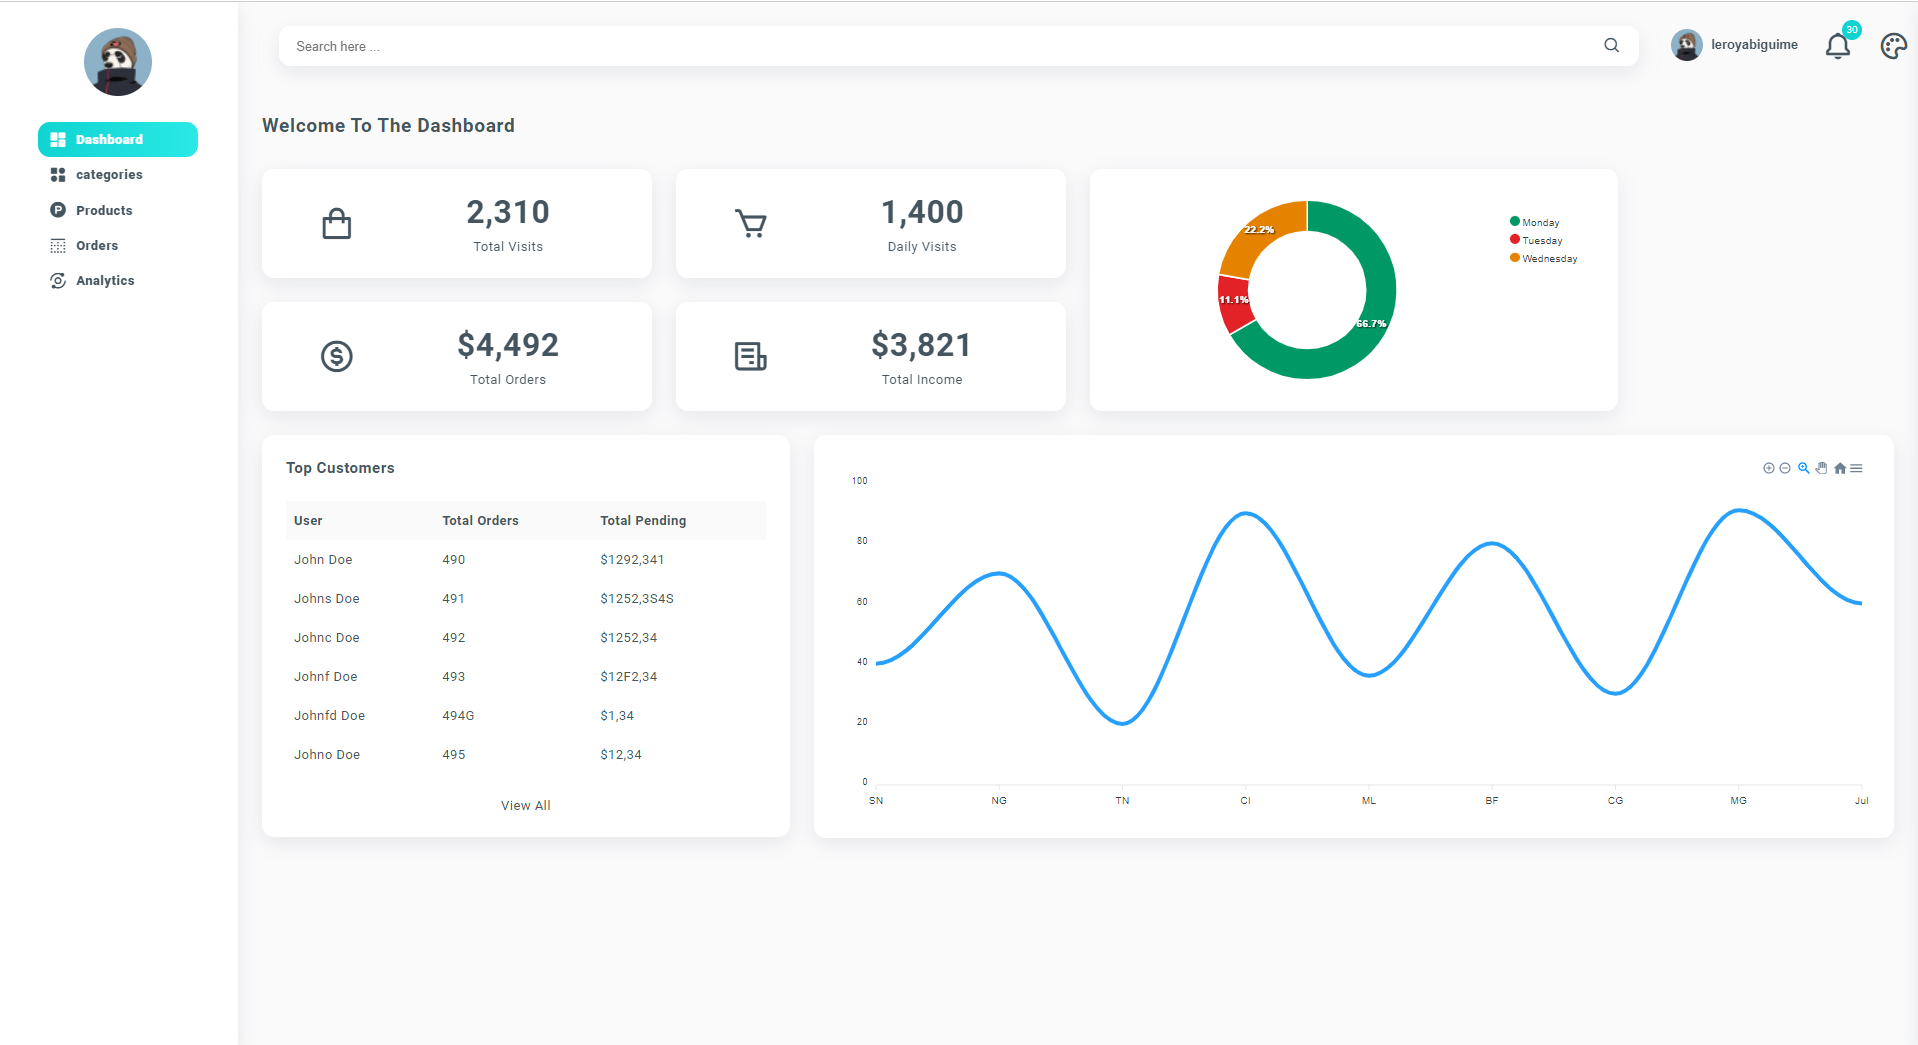 Search here ...
leroyabiguime
30
Dashboard
categories
Products
Orders
Analytics
Welcome To The Dashboard
2,310
Total Visits
1,400
Daily Visits
$4,492
Total Orders
$3,821
Total Income
22.2%
11.1%
66.7%
Monday
Tuesday
Wednesday
Top Customers
User Total Orders Total Pending
John Doe 490 $1292,341
Johns Doe 491 $1252,3S4S
Johnc Doe 492 $1252,34
Johnf Doe 493 $12F2,34
Johnfd Doe 494G $1,34
Johno Doe 495 $12,34
View All
100
80
60
40
20
0
SN NG TN CI ML BF CG MG Jul